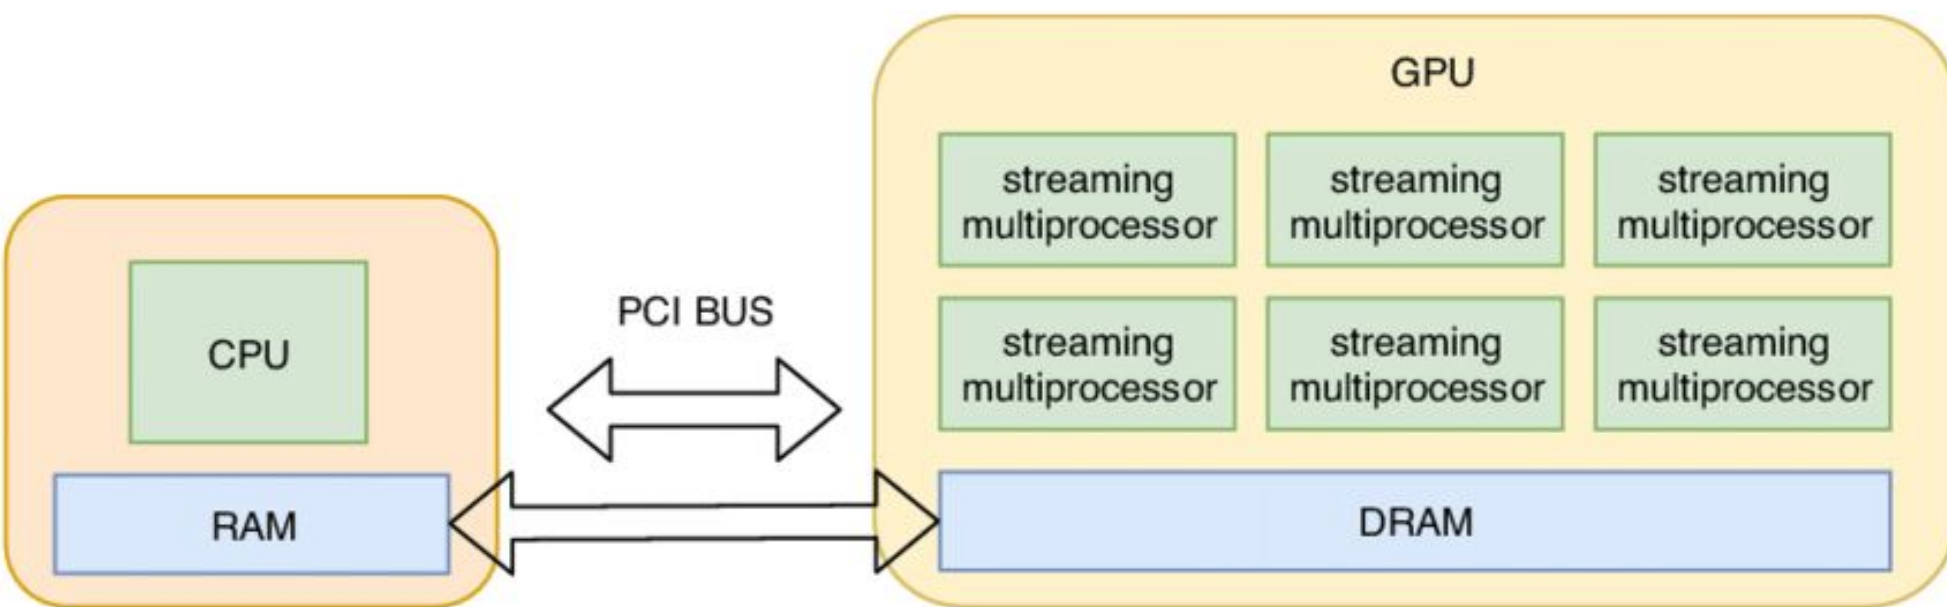 GPU
streaming
multiprocessor
streaming
multiprocessor
streaming
multiprocessor
CPU
PCI BUS
streaming
multiprocessor
streaming
multiprocessor
streaming
multiprocessor
RAM
DRAM